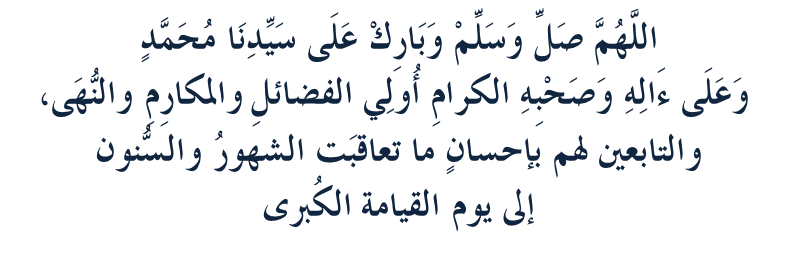 اللَّهُمَّ صَلِّ وَسَلِّمْ وَبَارِكْ عَلَى سَيِّدِنَا مُحَمَّدٍ
وَعَلَى ءَالِهِ وَصَحْبِهِ الكرامِ أُولِي الفضائلِ والمكارِمِ والنُّهَى،
والتابعين لهم بإحسانٍ ما تعاقبَت الشهورُ والسُّنون
إلى يوم القيامة الكُبرى